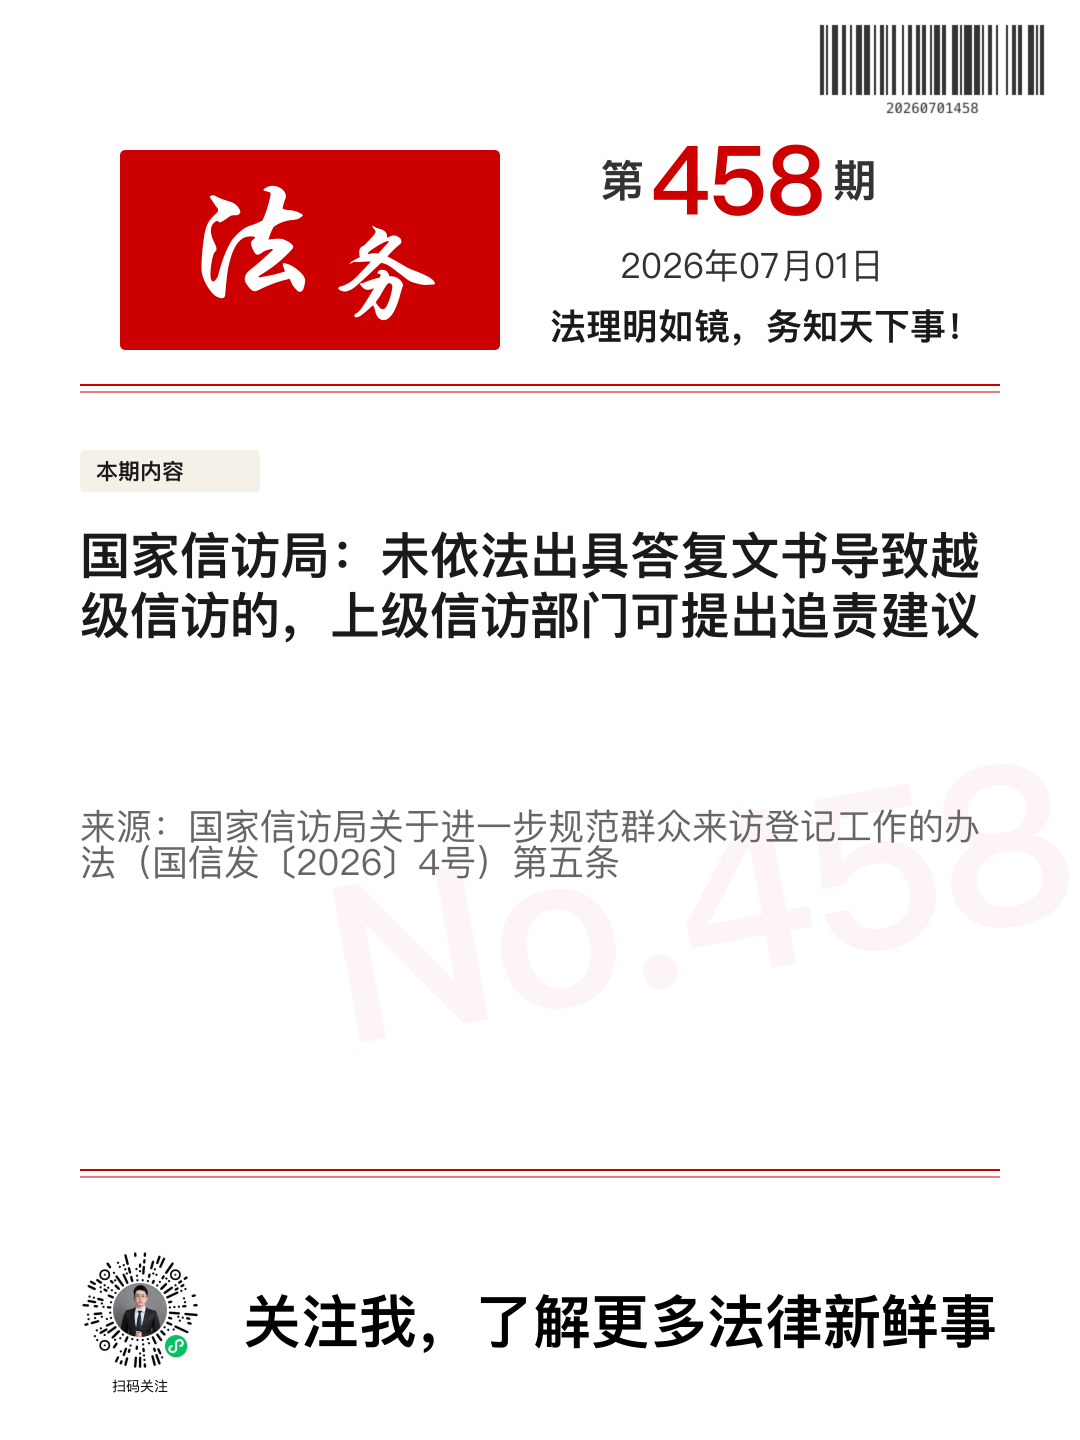 20260701458
法务
第458期
2026年07月01日
法理明如镜，务知天下事！
本期内容
国家信访局：未依法出具答复文书导致越
级信访的，上级信访部门可提出追责建议
来源：国家信访局关于进一步规范群众来访登记工作的办
法（国信发〔2026〕4号）第五条
No.458
关注我，了解更多法律新鲜事
扫码关注